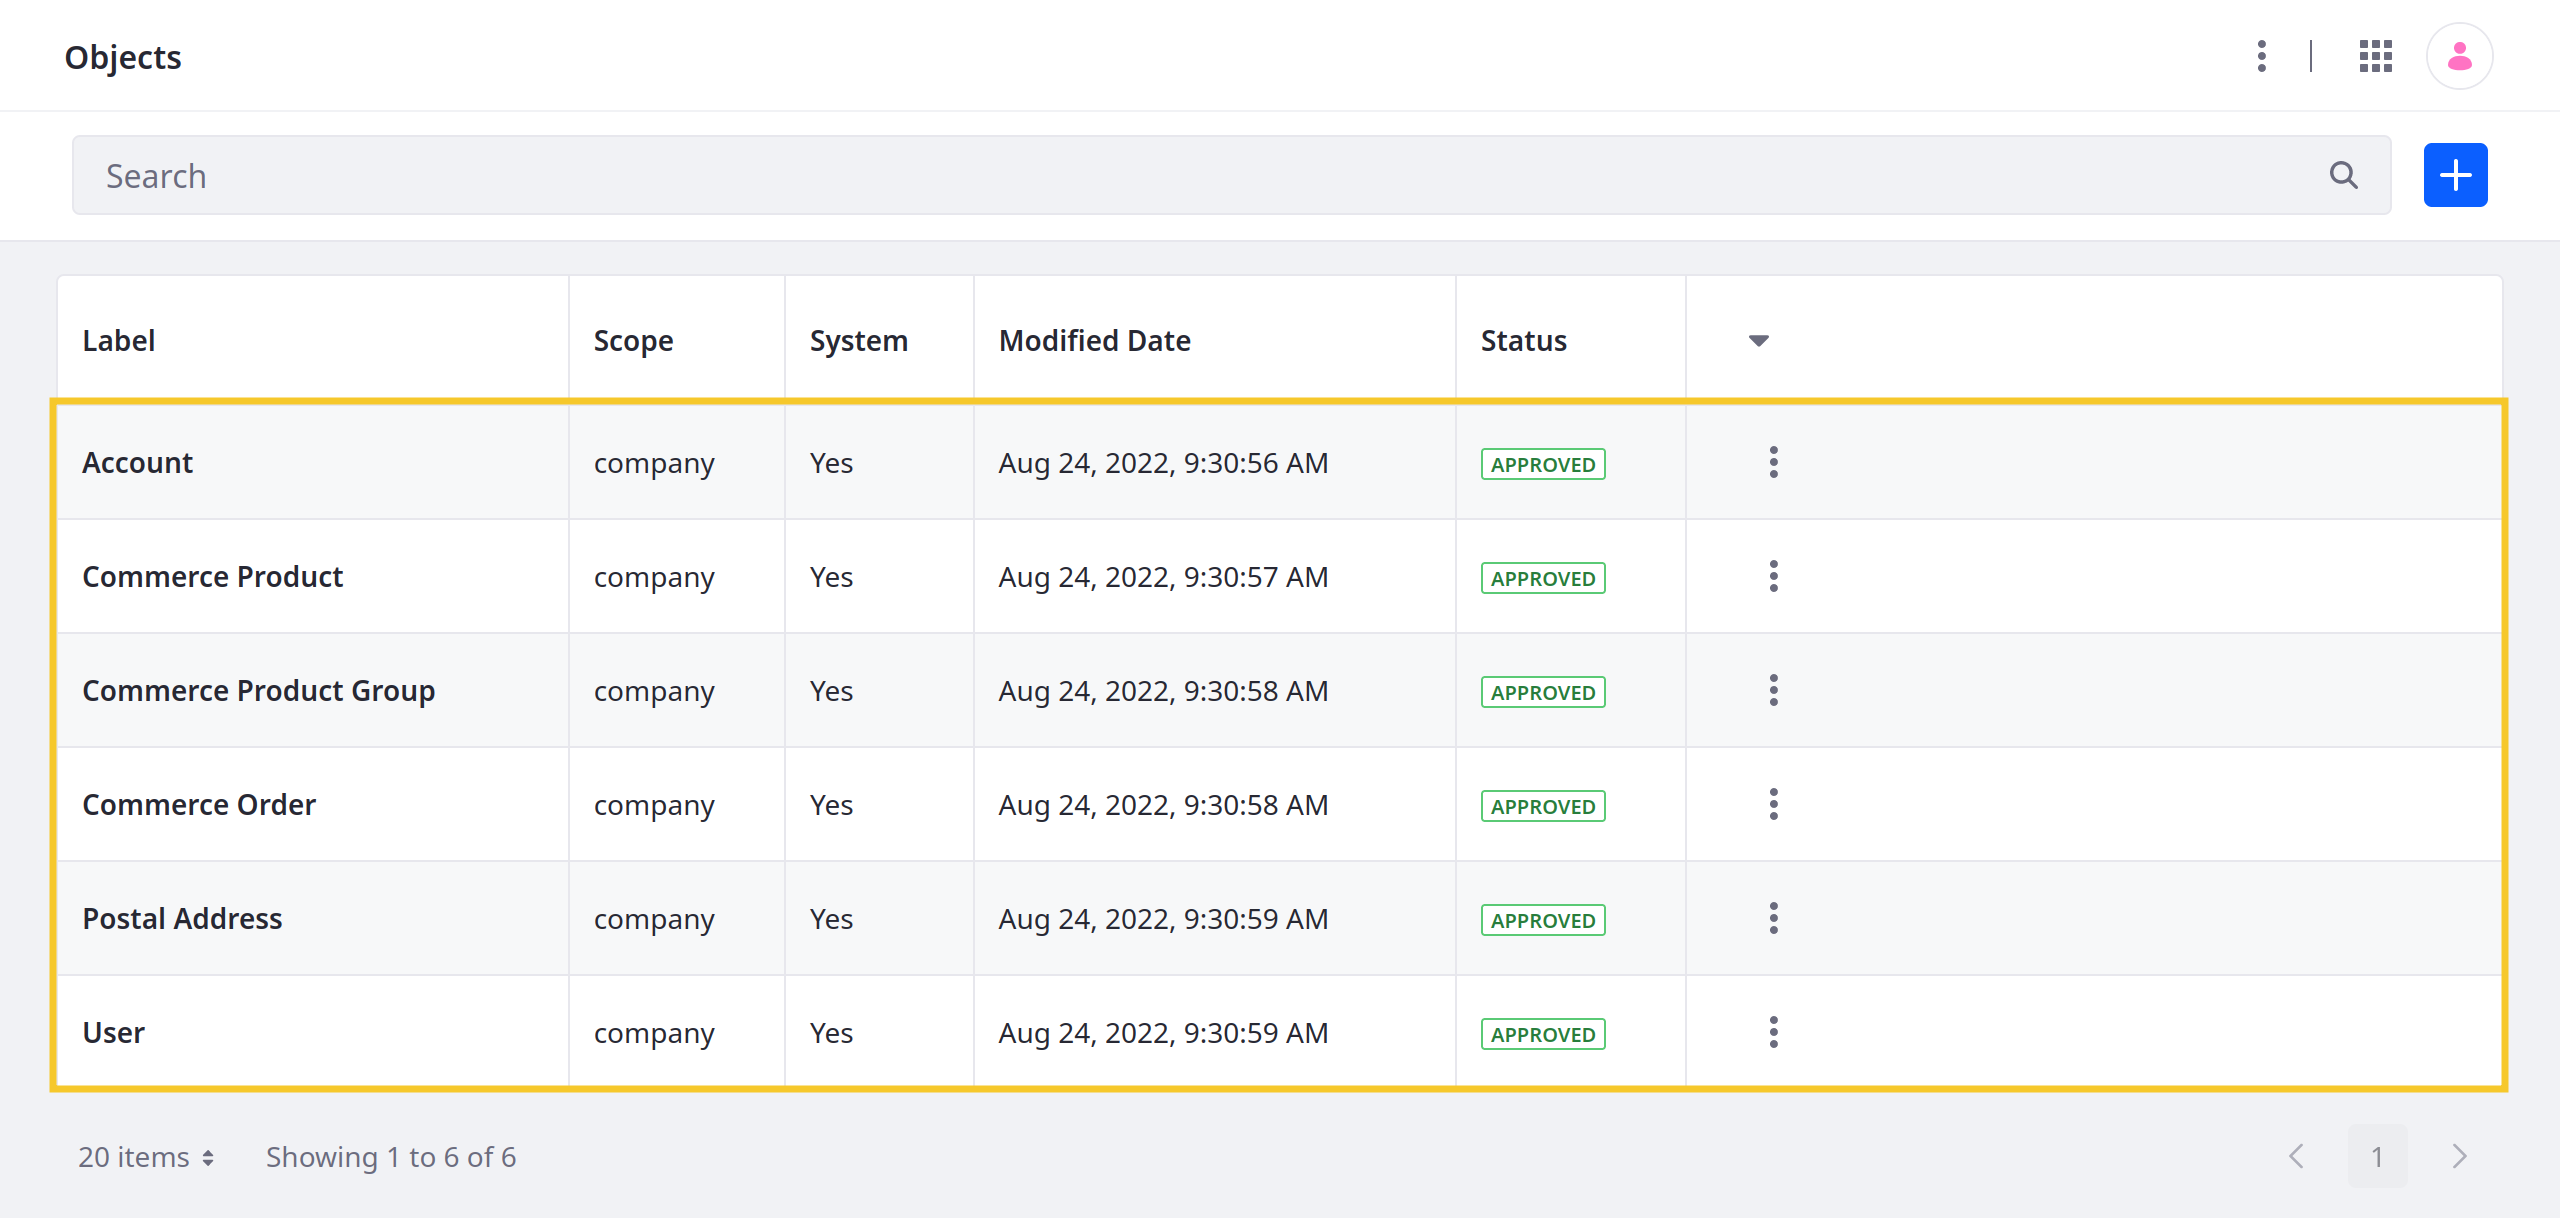 Objects
Search
Label Scope System Modified Date Status
Account company Yes Aug 24, 2022, 9:30:56 AM APPROVED
Commerce Product company Yes Aug 24, 2022, 9:30:57 AM APPROVED
Commerce Product Group company Yes Aug 24, 2022, 9:30:58 AM APPROVED
Commerce Order company Yes Aug 24, 2022, 9:30:58 AM APPROVED
Postal Address company Yes Aug 24, 2022, 9:30:59 AM APPROVED
User company Yes Aug 24, 2022, 9:30:59 AM APPROVED
20 items Showing 1 to 6 of 6 1